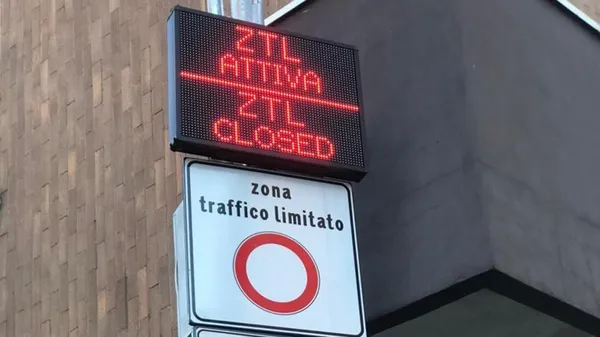 ZTL
ATTIVA
ZTL
CLOSED
zona
traffico limitato